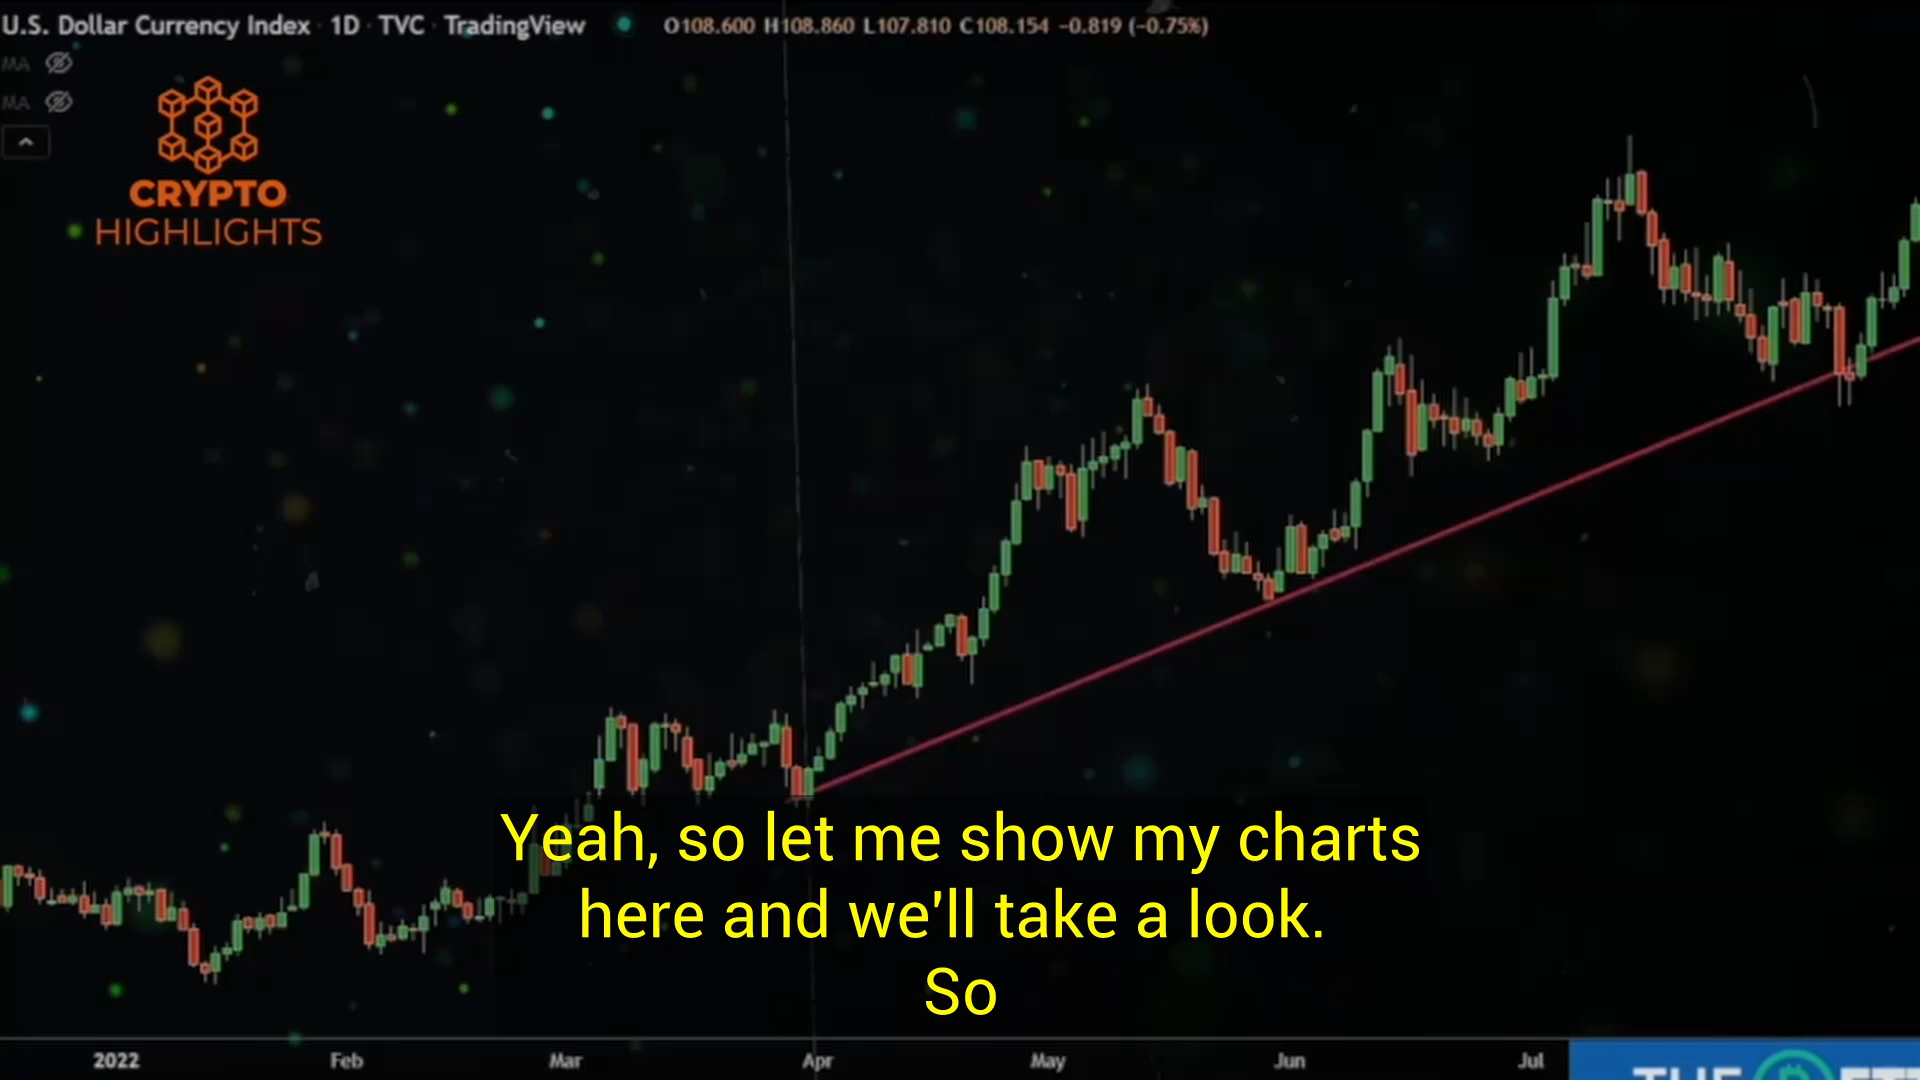 U.S. Dollar Currency Index · 1D · TVC · TradingView O108.600 H108.860 L107.810 C108.154 −0.819 (−0.75%)
MA
MA
CRYPTO
HIGHLIGHTS
Yeah, so let me show my charts
here and we'll take a look.
So
2022 Feb Mar Apr May Jun Jul
THE